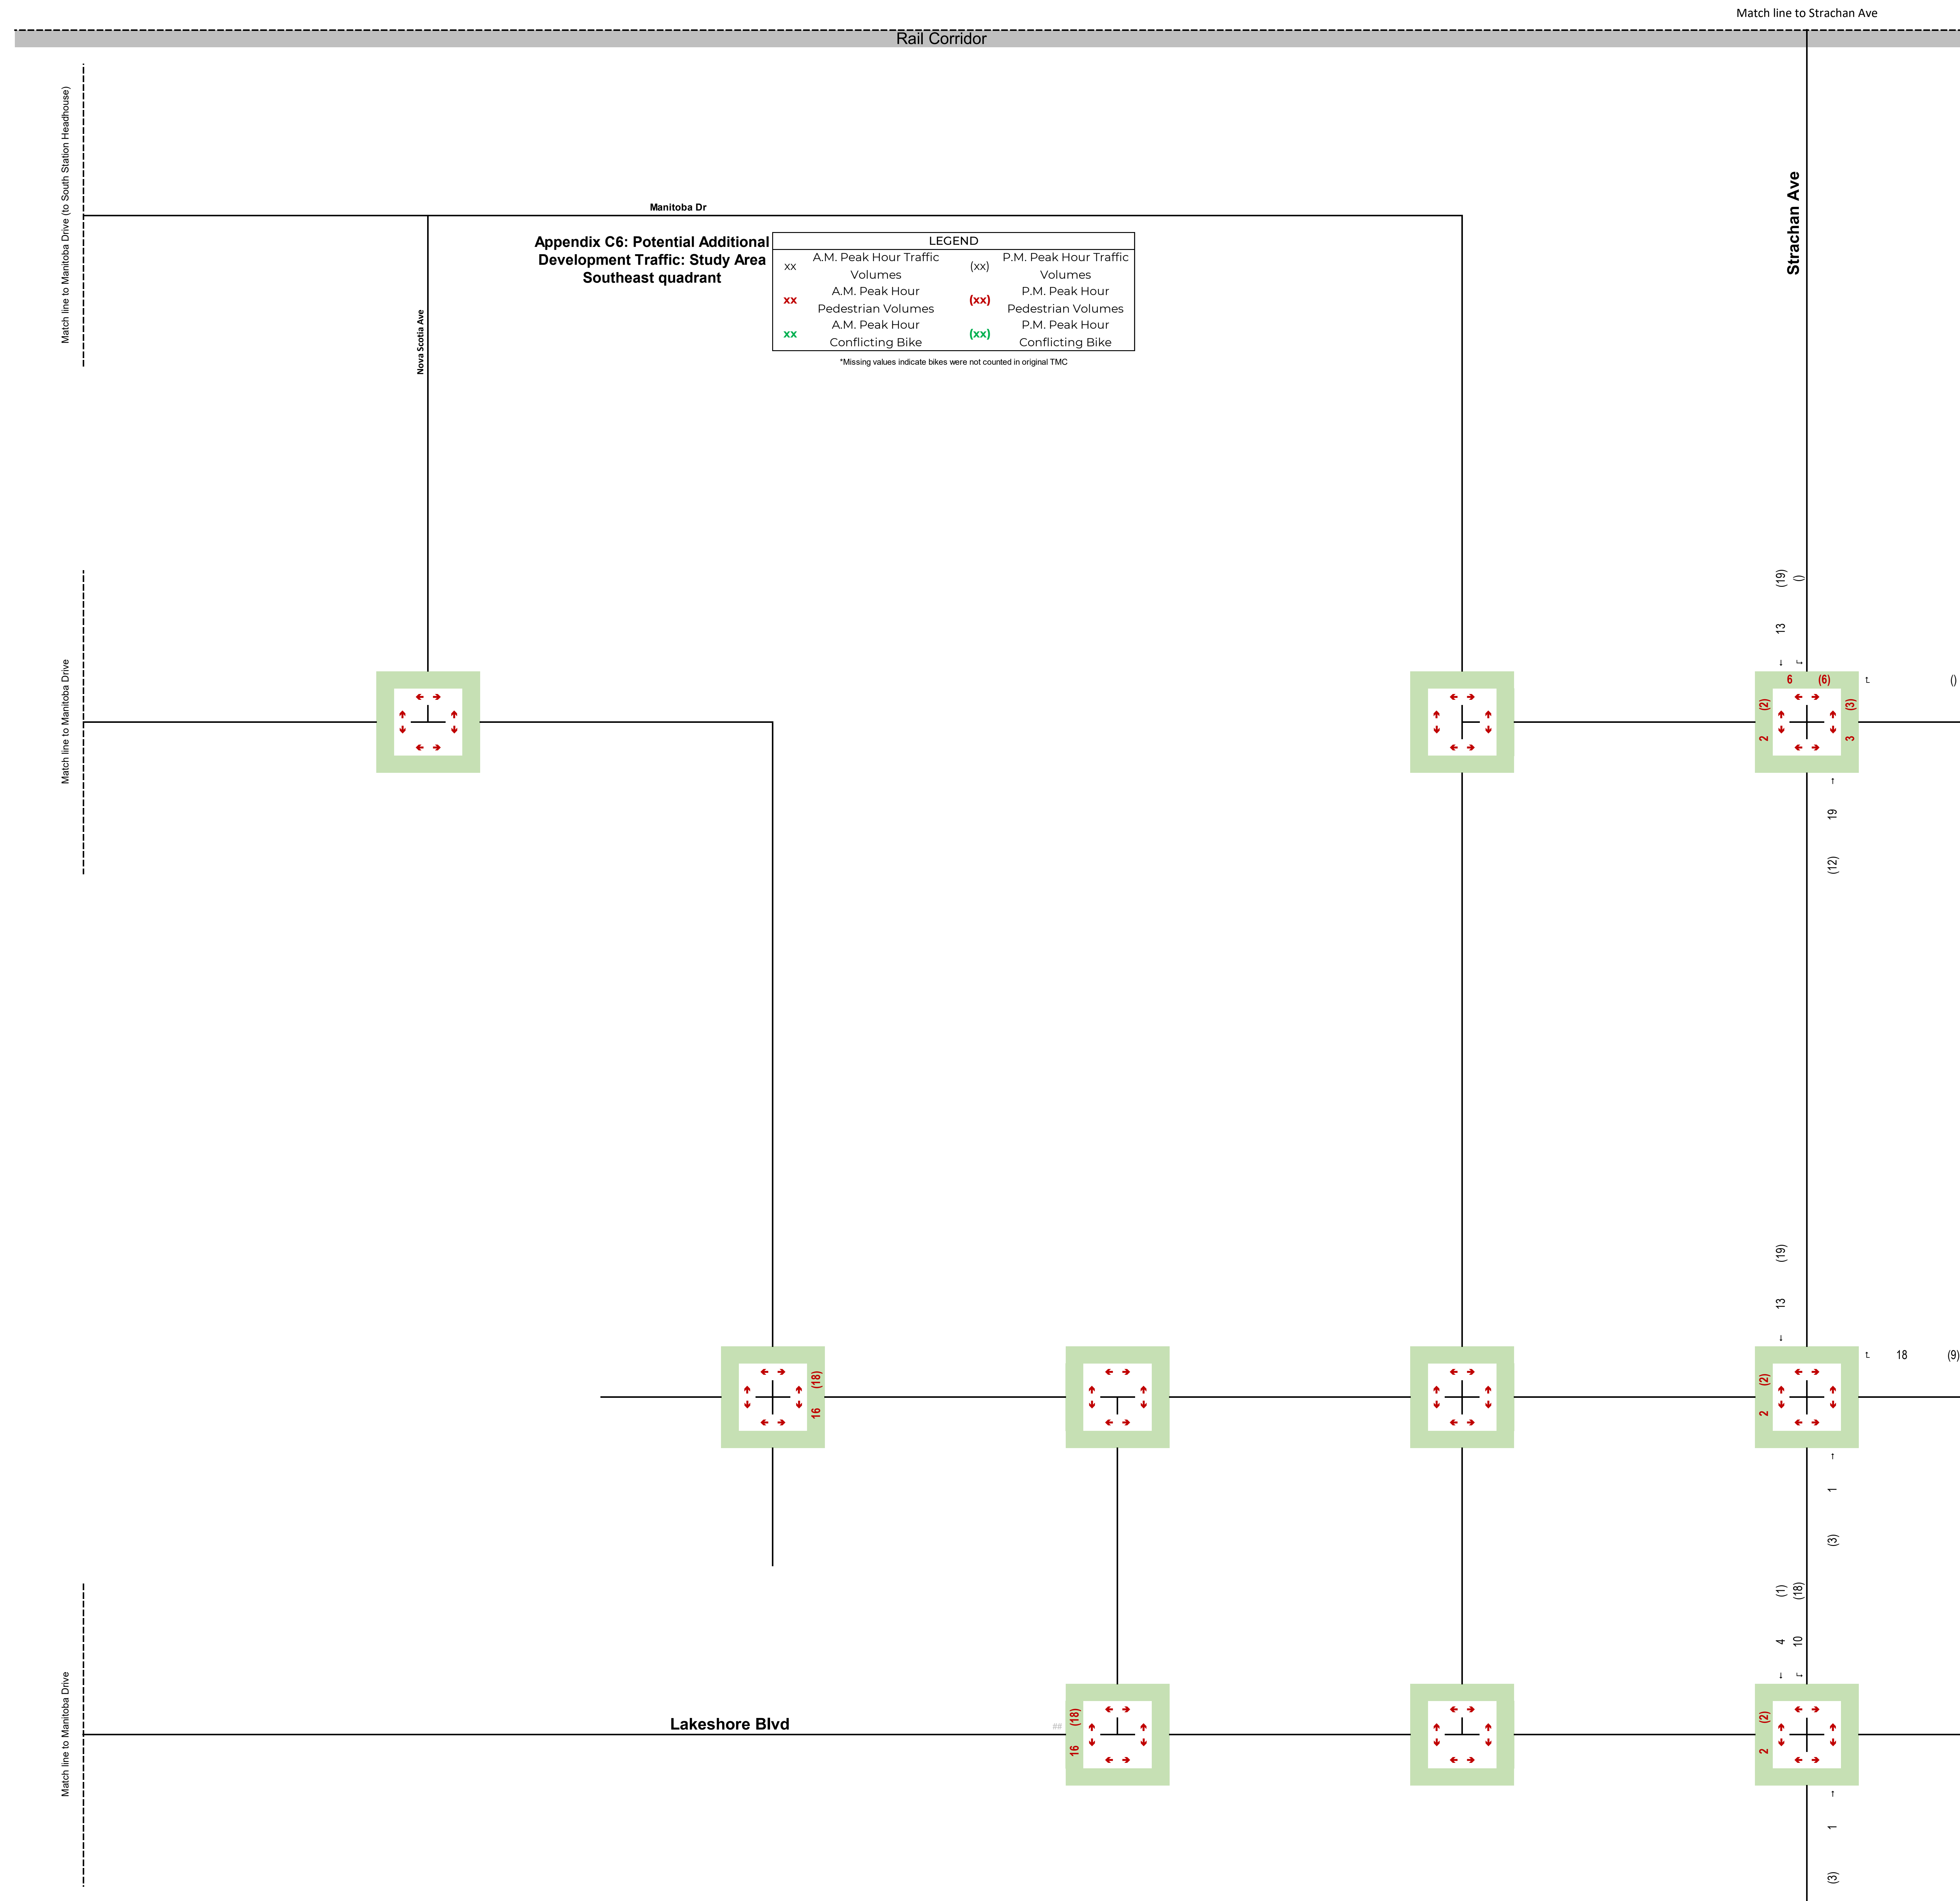 Match line to Strachan Ave
Rail Corridor
Match line to Manitoba Drive (to South Station Headhouse)
Strachan Ave
Manitoba Dr
Nova Scotia Ave
Appendix C6: Potential Additional
Development Traffic: Study Area
Southeast quadrant
LEGEND
xx A.M. Peak Hour Traffic Volumes
(xx) P.M. Peak Hour Traffic Volumes
xx A.M. Peak Hour Pedestrian Volumes
(xx) P.M. Peak Hour Pedestrian Volumes
xx A.M. Peak Hour Conflicting Bike
(xx) P.M. Peak Hour Conflicting Bike
*Missing values indicate bikes were not counted in original TMC
Match line to Manitoba Drive
(19) ()
13
6 (6) ()
(2) (3)
2 3
19
(12)
(19)
13
18 (9)
(18)
16
(2)
2
1
(3)
(1) (18)
4 10
Match line to Manitoba Drive
Lakeshore Blvd
##
(18)
16
(2)
2
1
(3)